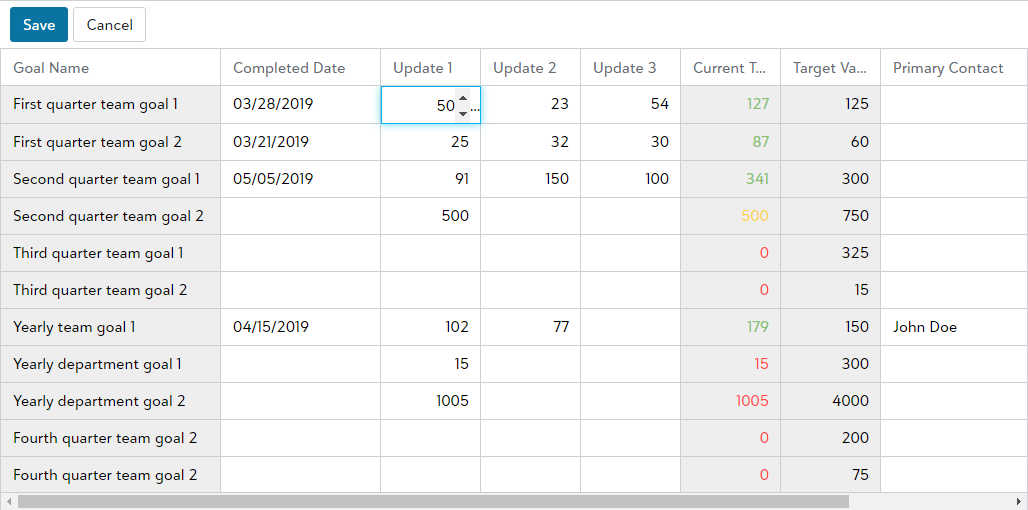 Save Cancel
Goal Name Completed Date Update 1 Update 2 Update 3 Current T... Target Va... Primary Contact
First quarter team goal 1 03/28/2019 50 ... 23 54 127 125
First quarter team goal 2 03/21/2019 25 32 30 87 60
Second quarter team goal 1 05/05/2019 91 150 100 341 300
Second quarter team goal 2 500 500 750
Third quarter team goal 1 0 325
Third quarter team goal 2 0 15
Yearly team goal 1 04/15/2019 102 77 179 150 John Doe
Yearly department goal 1 15 15 300
Yearly department goal 2 1005 1005 4000
Fourth quarter team goal 2 0 200
Fourth quarter team goal 2 0 75